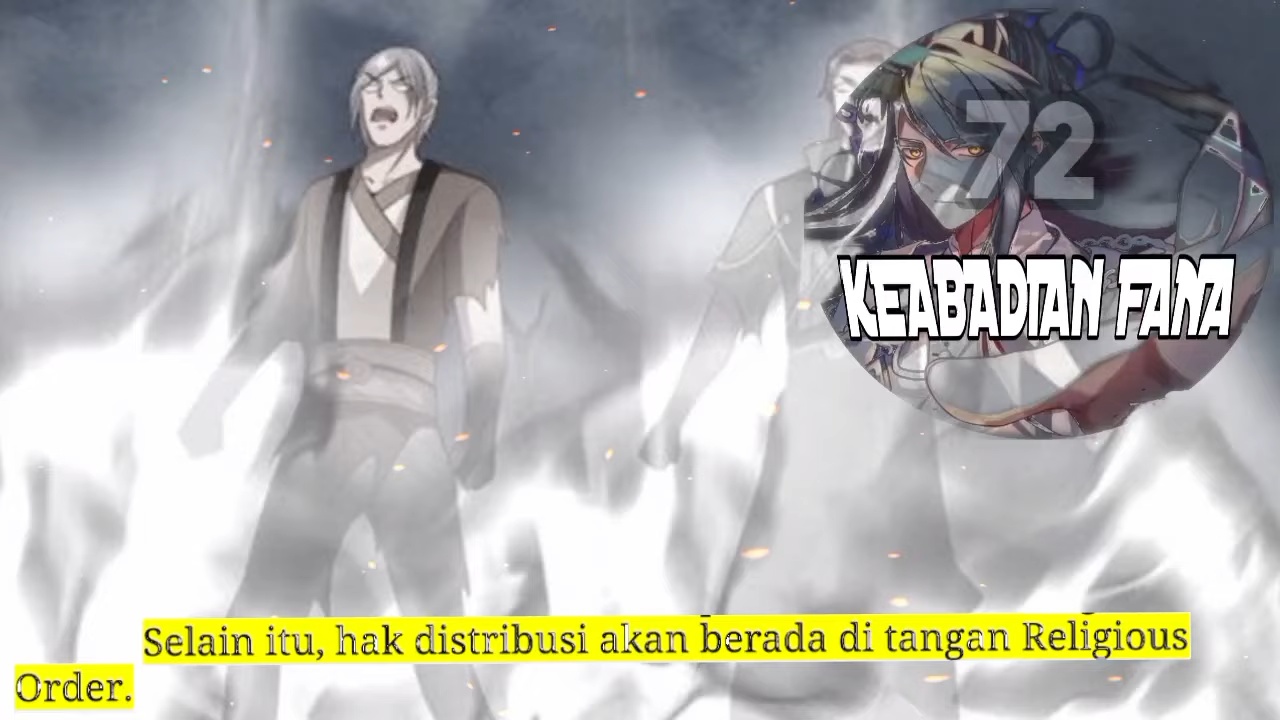 72
KEABADIAN FANA
Selain itu, hak distribusi akan berada di tangan Religious
Order.